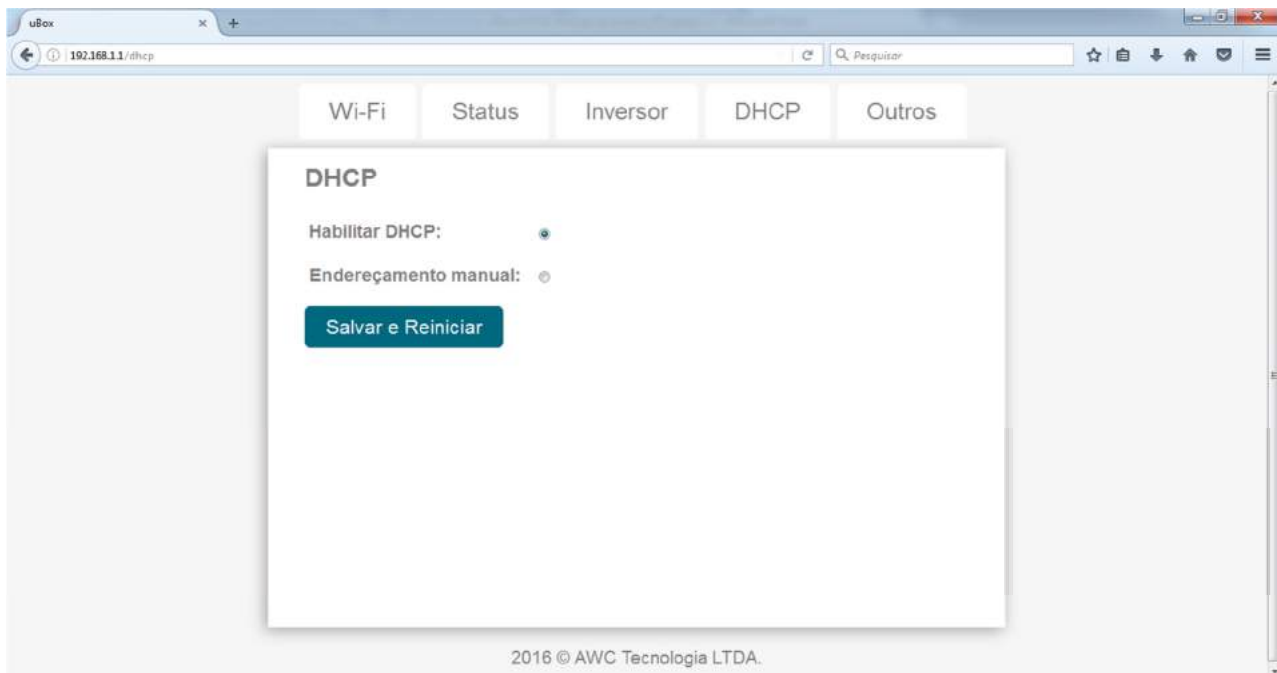 uBox
192.168.1.1/dhcp
Pesquisar
Wi-Fi
Status
Inversor
DHCP
Outros
DHCP
Habilitar DHCP:
Endereçamento manual:
Salvar e Reiniciar
2016 © AWC Tecnologia LTDA.